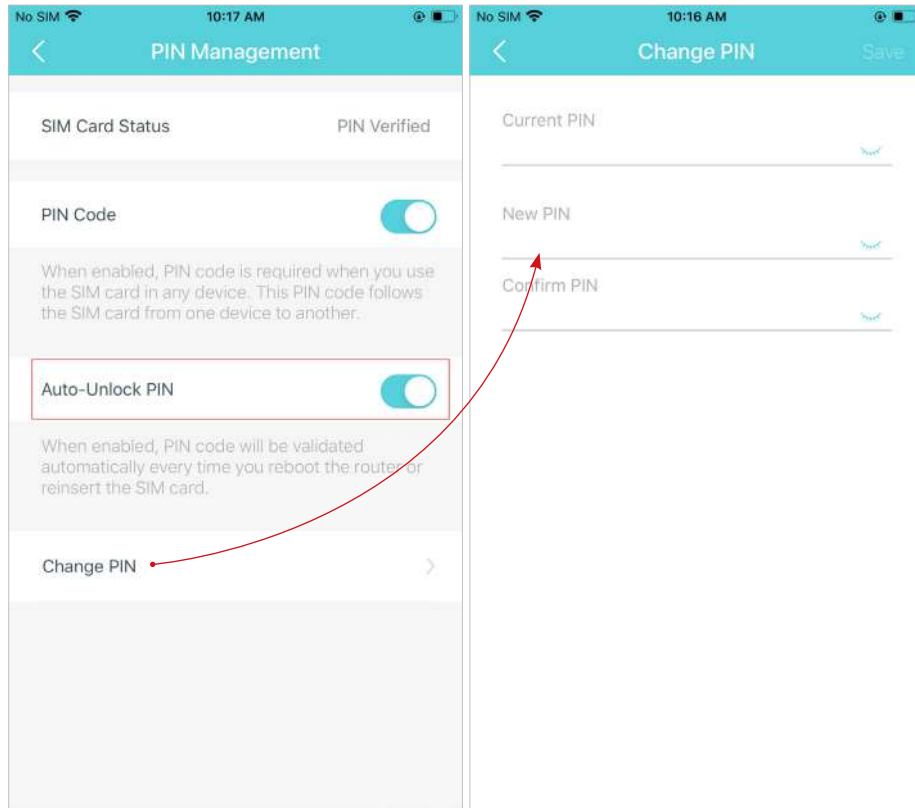 No SIM
10:17 AM
PIN Management
SIM Card Status
PIN Verified
PIN Code
When enabled, PIN code is required when you use
the SIM card in any device. This PIN code follows
the SIM card from one device to another.
Auto-Unlock PIN
When enabled, PIN code will be validated
automatically every time you reboot the router or
reinsert the SIM card.
Change PIN
No SIM
10:16 AM
Change PIN
Save
Current PIN
New PIN
Confirm PIN